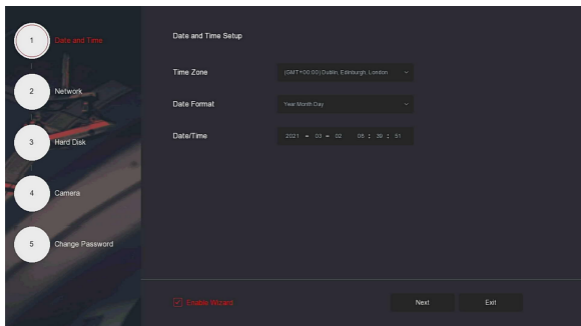 1 Date and Time
2 Network
3 Hard Disk
4 Camera
5 Change Password
Date and Time Setup
Time Zone (GMT+00:00) Dublin, Edinburgh, London
Date Format Year Month Day
Date/Time 2021 - 03 - 02 08 : 39 : 51
Enable Wizard Next Exit